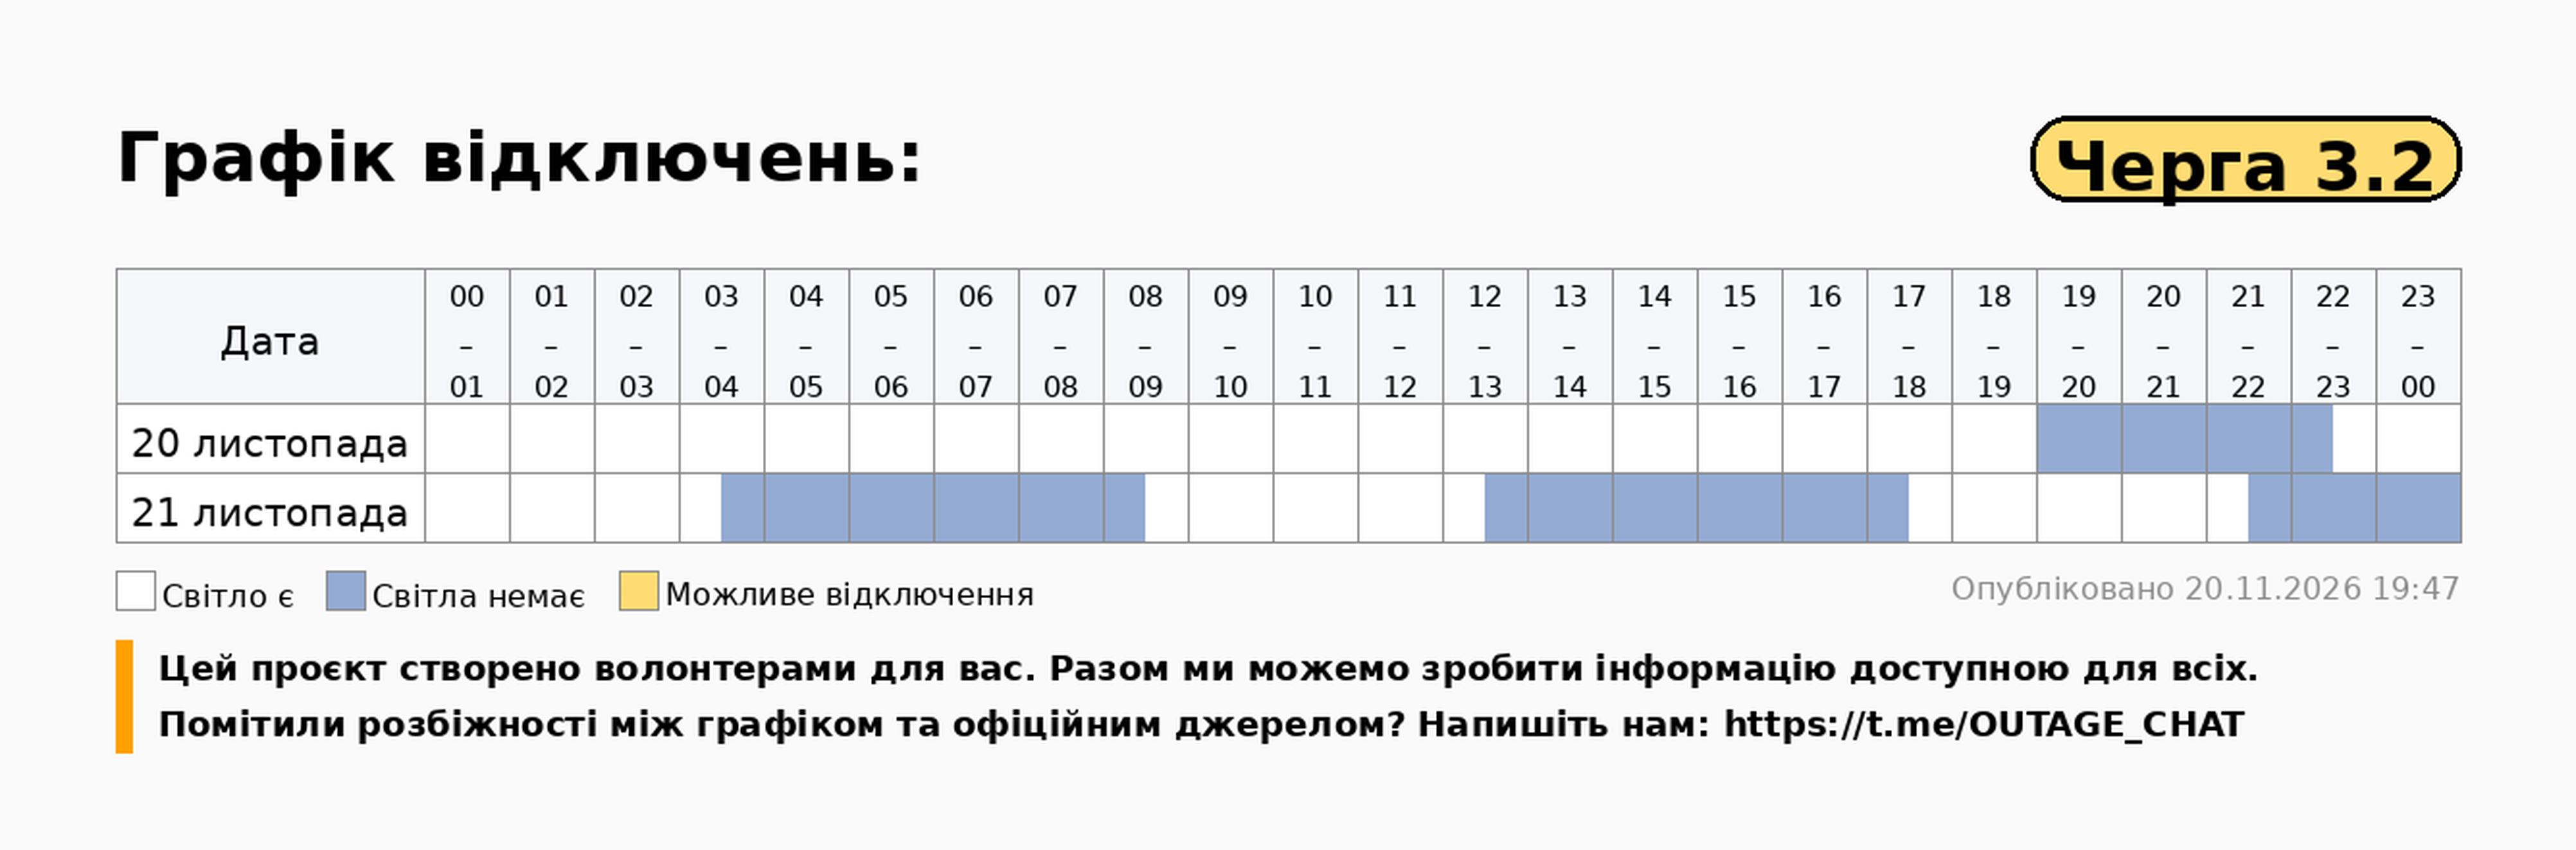 Графік відключень:
Черга 3.2
Дата 00 – 01 01 – 02 02 – 03 03 – 04 04 – 05 05 – 06 06 – 07 07 – 08 08 – 09 09 – 10 10 – 11 11 – 12 12 – 13 13 – 14 14 – 15 15 – 16 16 – 17 17 – 18 18 – 19 19 – 20 20 – 21 21 – 22 22 – 23 23 – 00
20 листопада
21 листопада
Світло є Світла немає Можливе відключення
Опубліковано 20.11.2026 19:47
Цей проєкт створено волонтерами для вас. Разом ми можемо зробити інформацію доступною для всіх.
Помітили розбіжності між графіком та офіційним джерелом? Напишіть нам: https://t.me/OUTAGE_CHAT